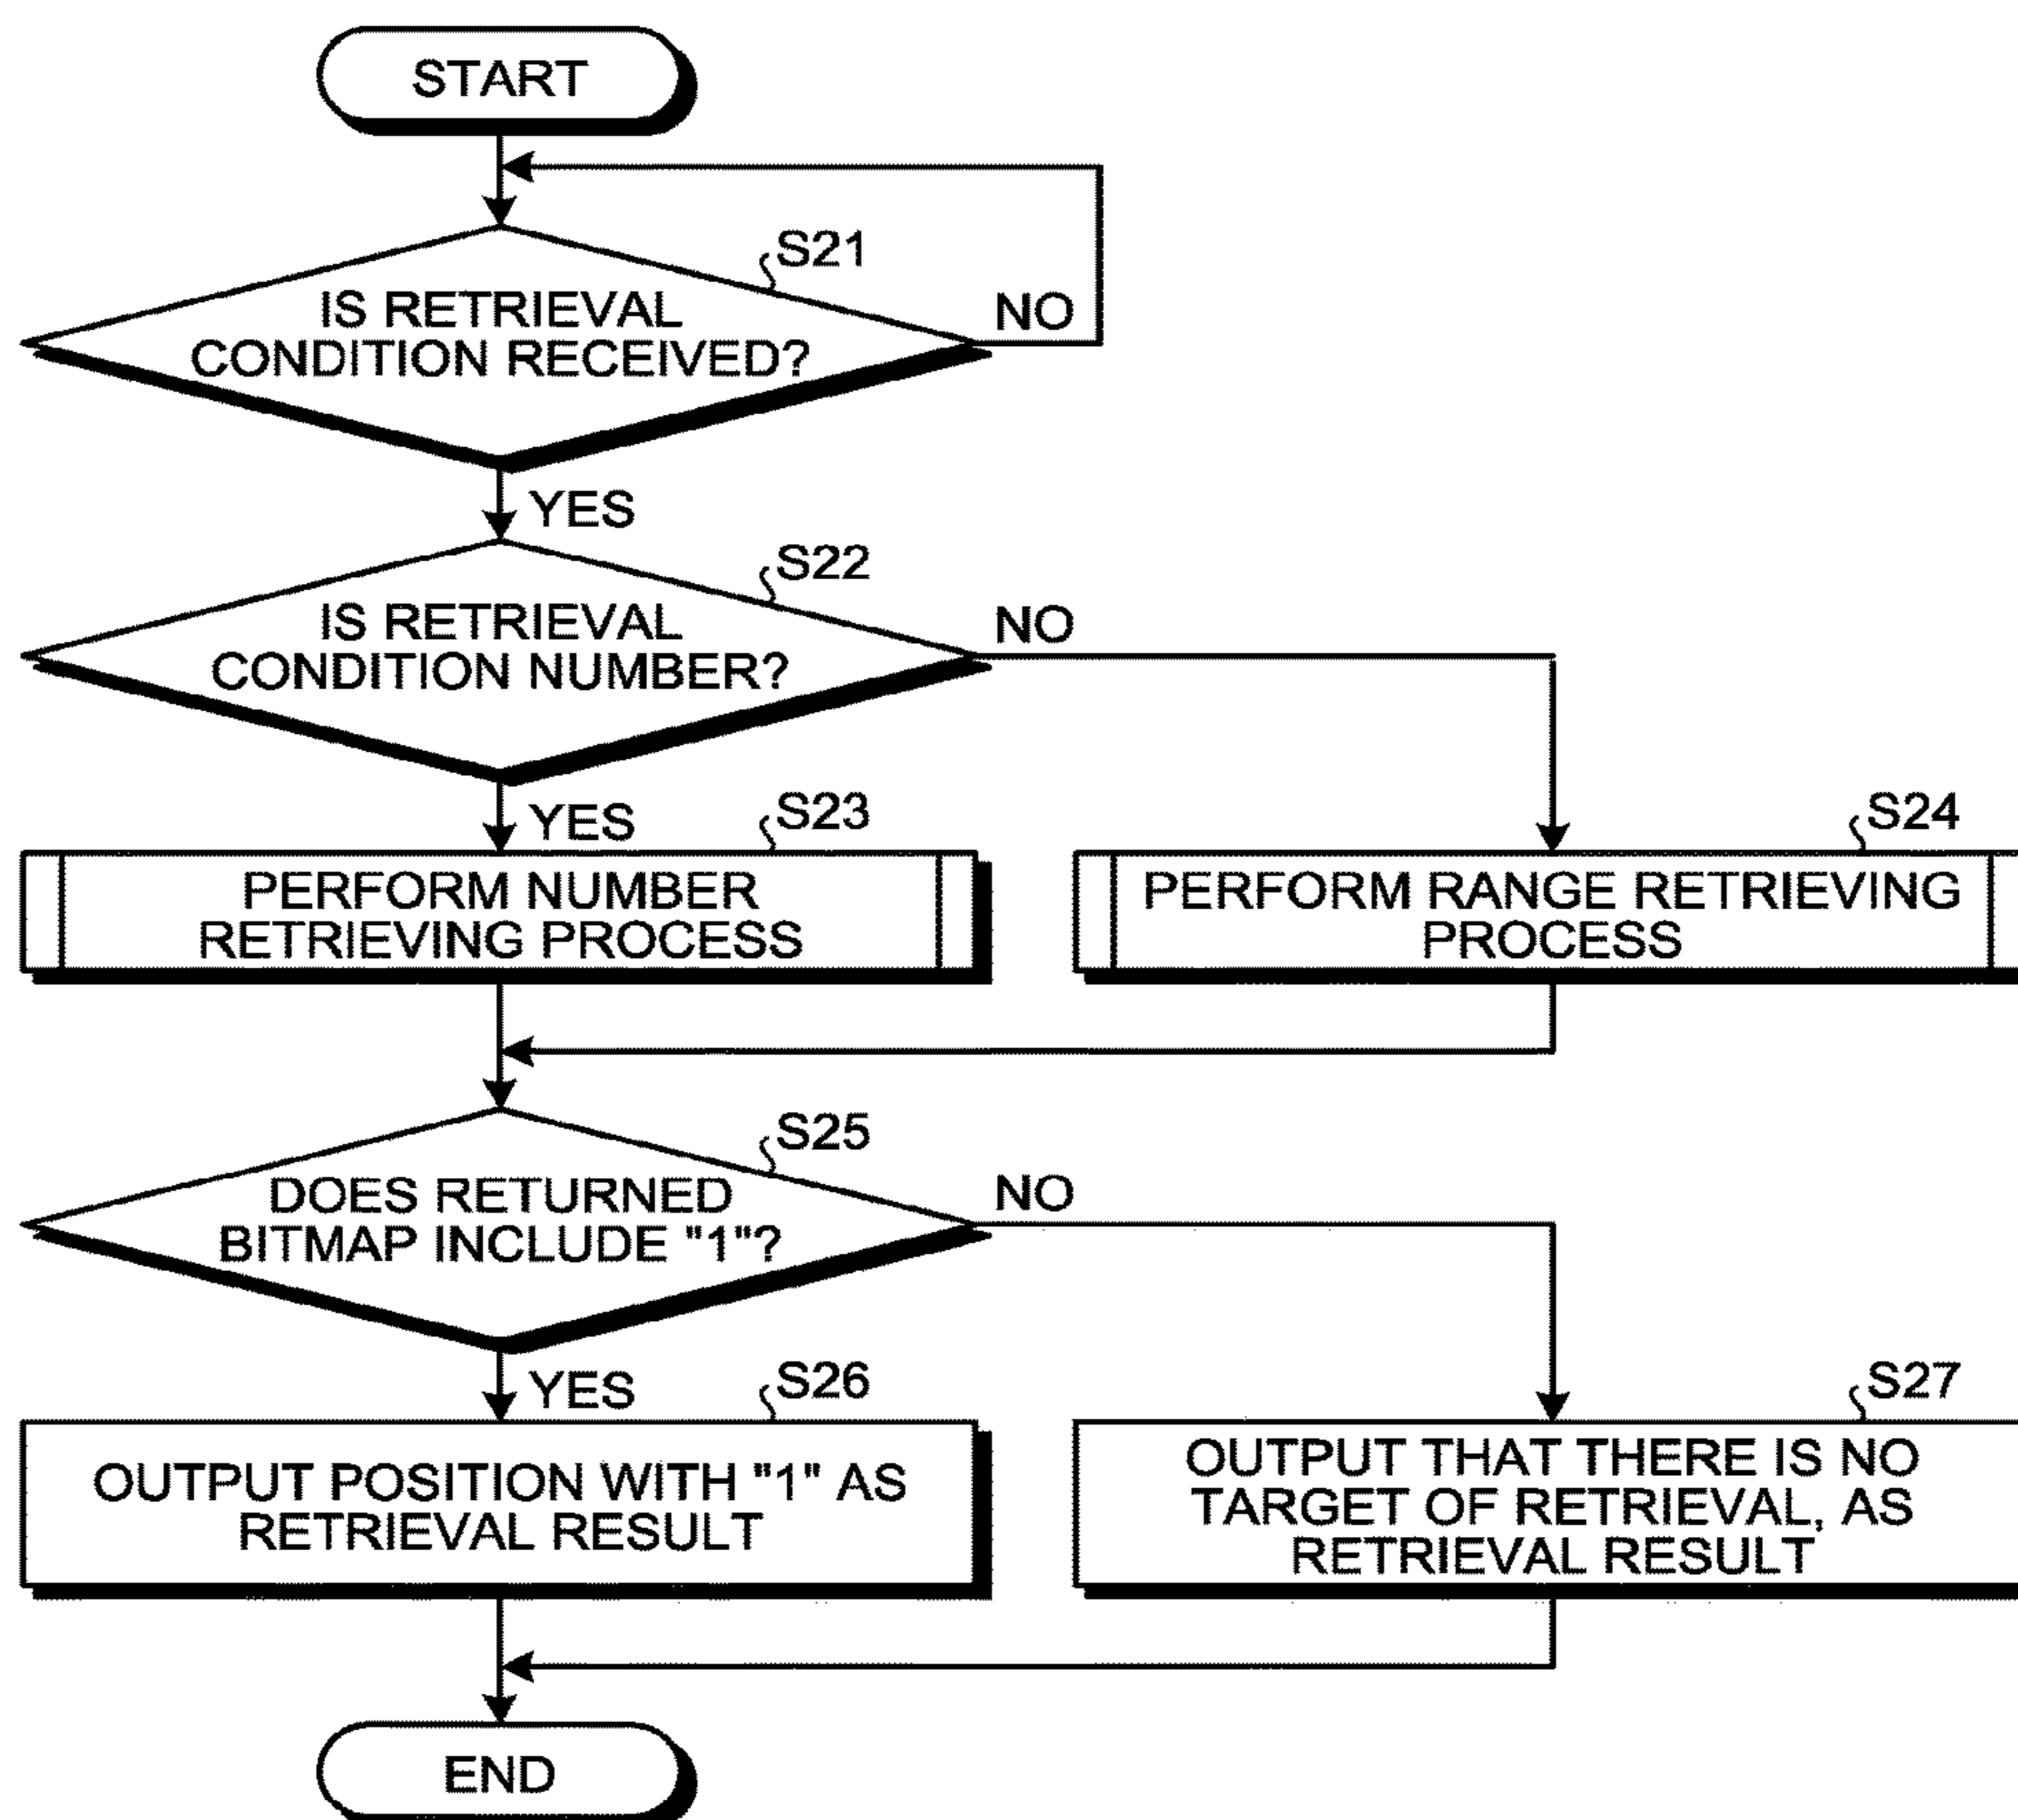 START
S21
IS RETRIEVAL
CONDITION RECEIVED?
NO
YES
S22
IS RETRIEVAL
CONDITION NUMBER?
NO
YES
S23
PERFORM NUMBER
RETRIEVING PROCESS
S24
PERFORM RANGE RETRIEVING
PROCESS
S25
DOES RETURNED
BITMAP INCLUDE "1"?
NO
YES
S26
OUTPUT POSITION WITH "1" AS
RETRIEVAL RESULT
S27
OUTPUT THAT THERE IS NO
TARGET OF RETRIEVAL, AS
RETRIEVAL RESULT
END